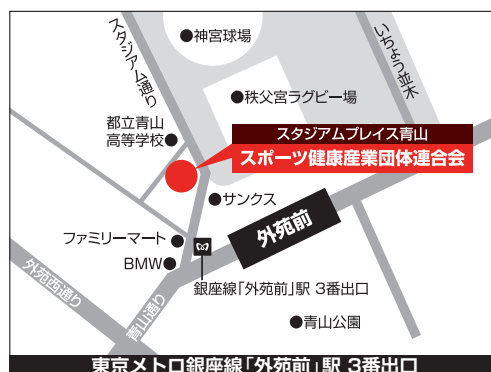 神宮球場
スタジアム通り
いちょう並木
秩父宮ラグビー場
都立青山
高等学校
スタジアムプレイス青山
スポーツ健康産業団体連合会
サンクス
外苑前
ファミリーマート
BMW
外苑西通り
銀座線「外苑前」駅 3番出口
青山通り
青山公園
東京メトロ銀座線「外苑前」駅 3番出口